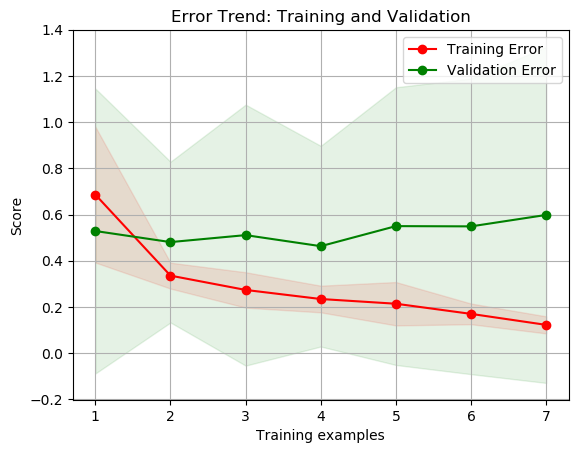 Error Trend: Training and Validation
Training Error
Validation Error
1.4
1.2
1.0
0.8
0.6
0.4
0.2
0.0
−0.2
Score
1 2 3 4 5 6 7
Training examples